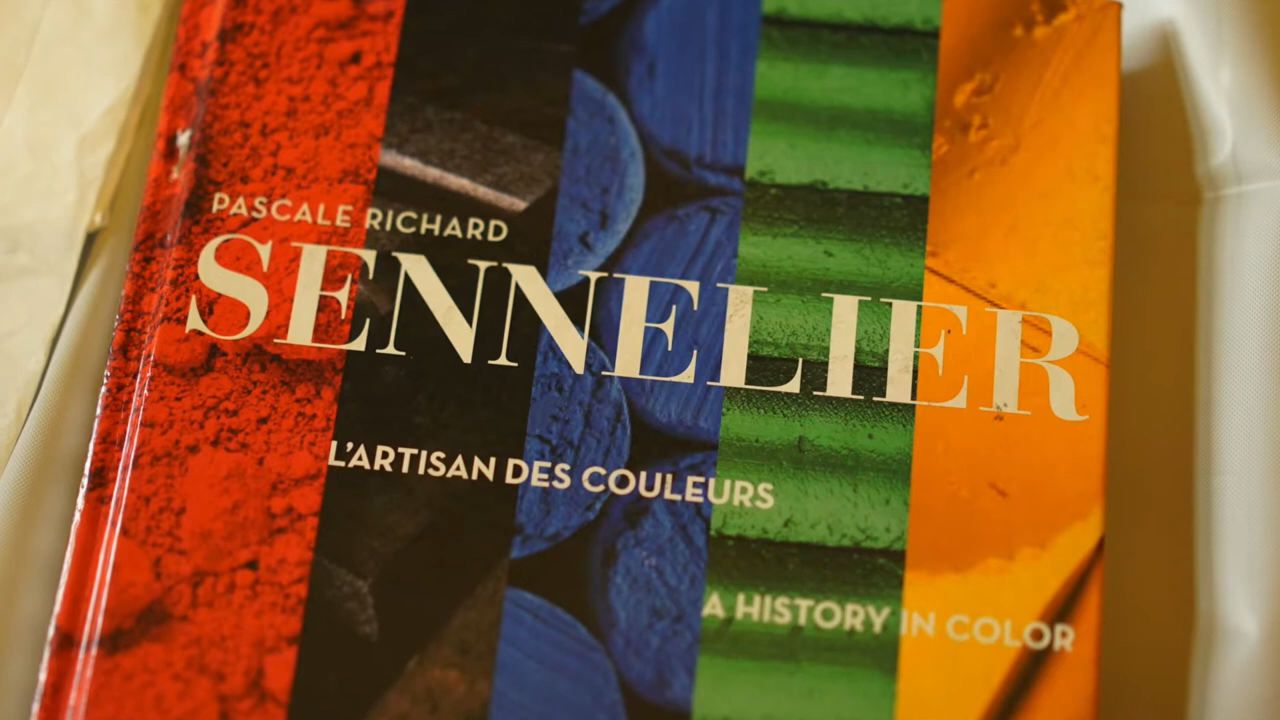 PASCALE RICHARD
SENNELIER
L'ARTISAN DES COULEURS
A HISTORY IN COLOR